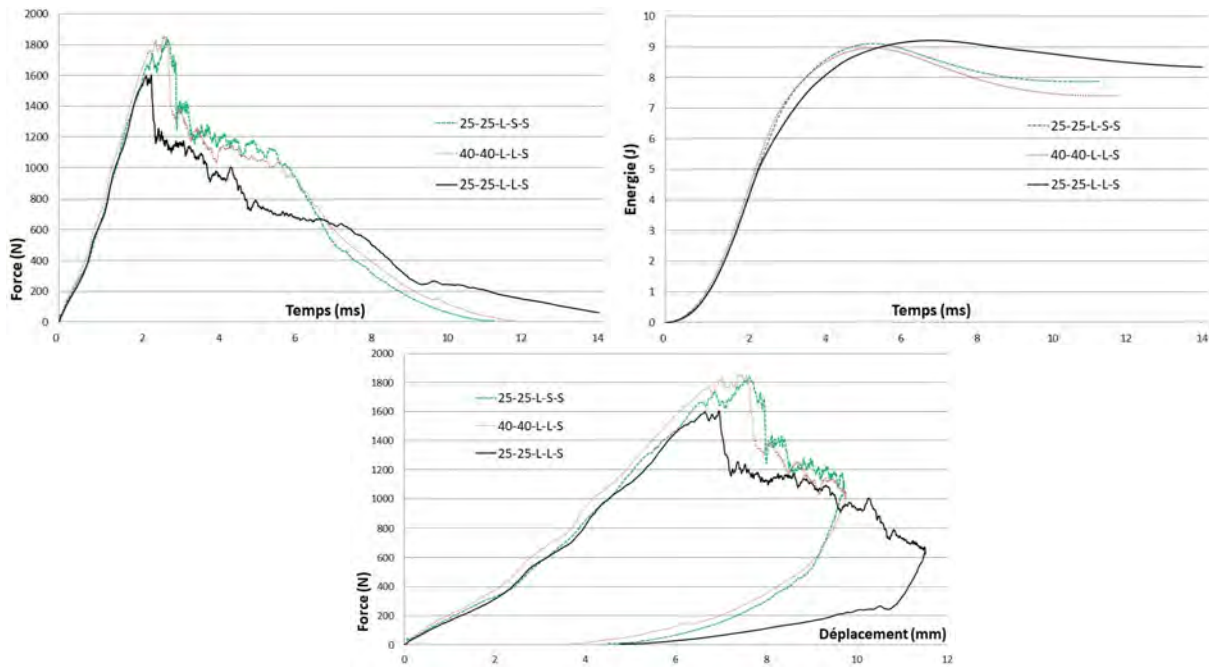 2000
1800
1600
1400
1200
1000
800
600
400
200
0
Force (N)
0 2 4 6 8 10 12 14
Temps (ms)
25-25-L-S-S
40-40-L-L-S
25-25-L-L-S
10
9
8
7
6
5
4
3
2
1
0
Energie (J)
0 2 4 6 8 10 12 14
Temps (ms)
25-25-L-S-S
40-40-L-L-S
25-25-L-L-S
2000
1800
1600
1400
1200
1000
800
600
400
200
0
Force (N)
0 2 4 6 8 10 12
Déplacement (mm)
25-25-L-S-S
40-40-L-L-S
25-25-L-L-S